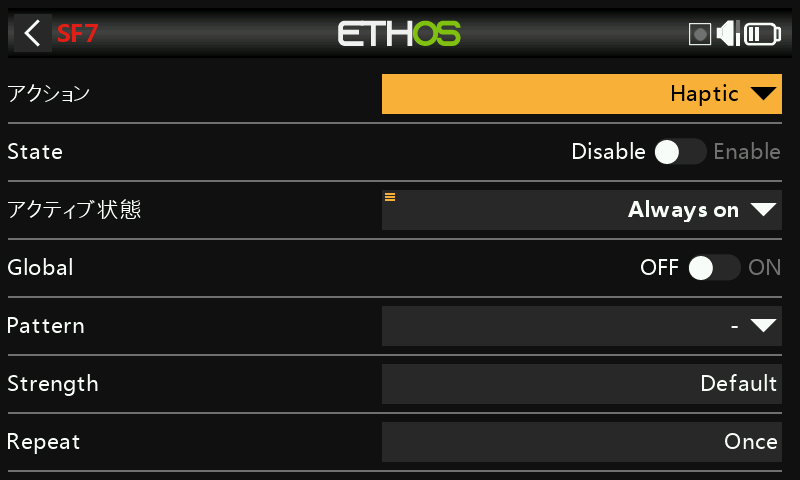 SF7
ETHOS
アクション Haptic
State Disable Enable
アクティブ状態 Always on
Global OFF ON
Pattern -
Strength Default
Repeat Once